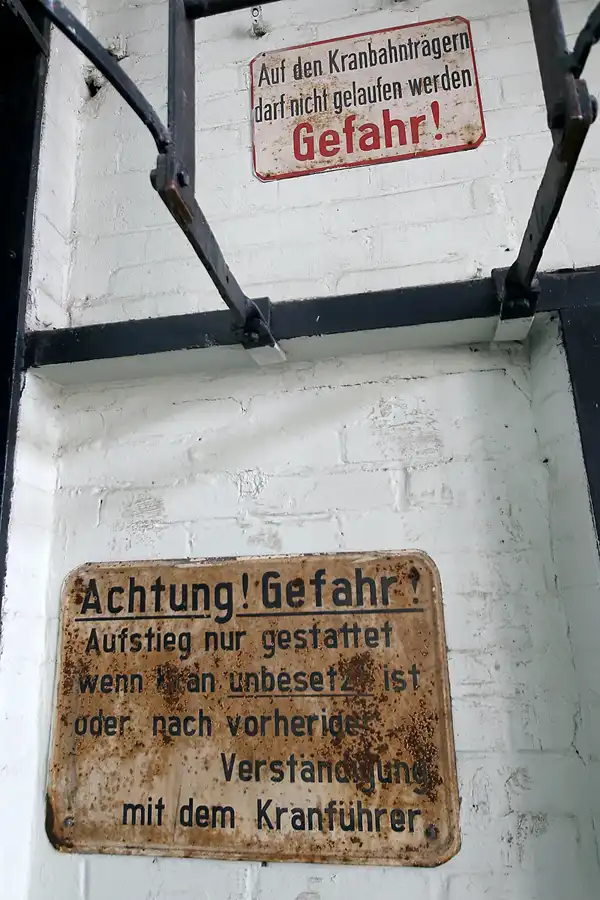 Auf den Kranbahnträgern
darf nicht gelaufen werden
Gefahr!
Achtung! Gefahr!
Aufstieg nur gestattet
wenn Kran unbesetzt ist
oder nach vorheriger
Verständigung
mit dem Kranführer